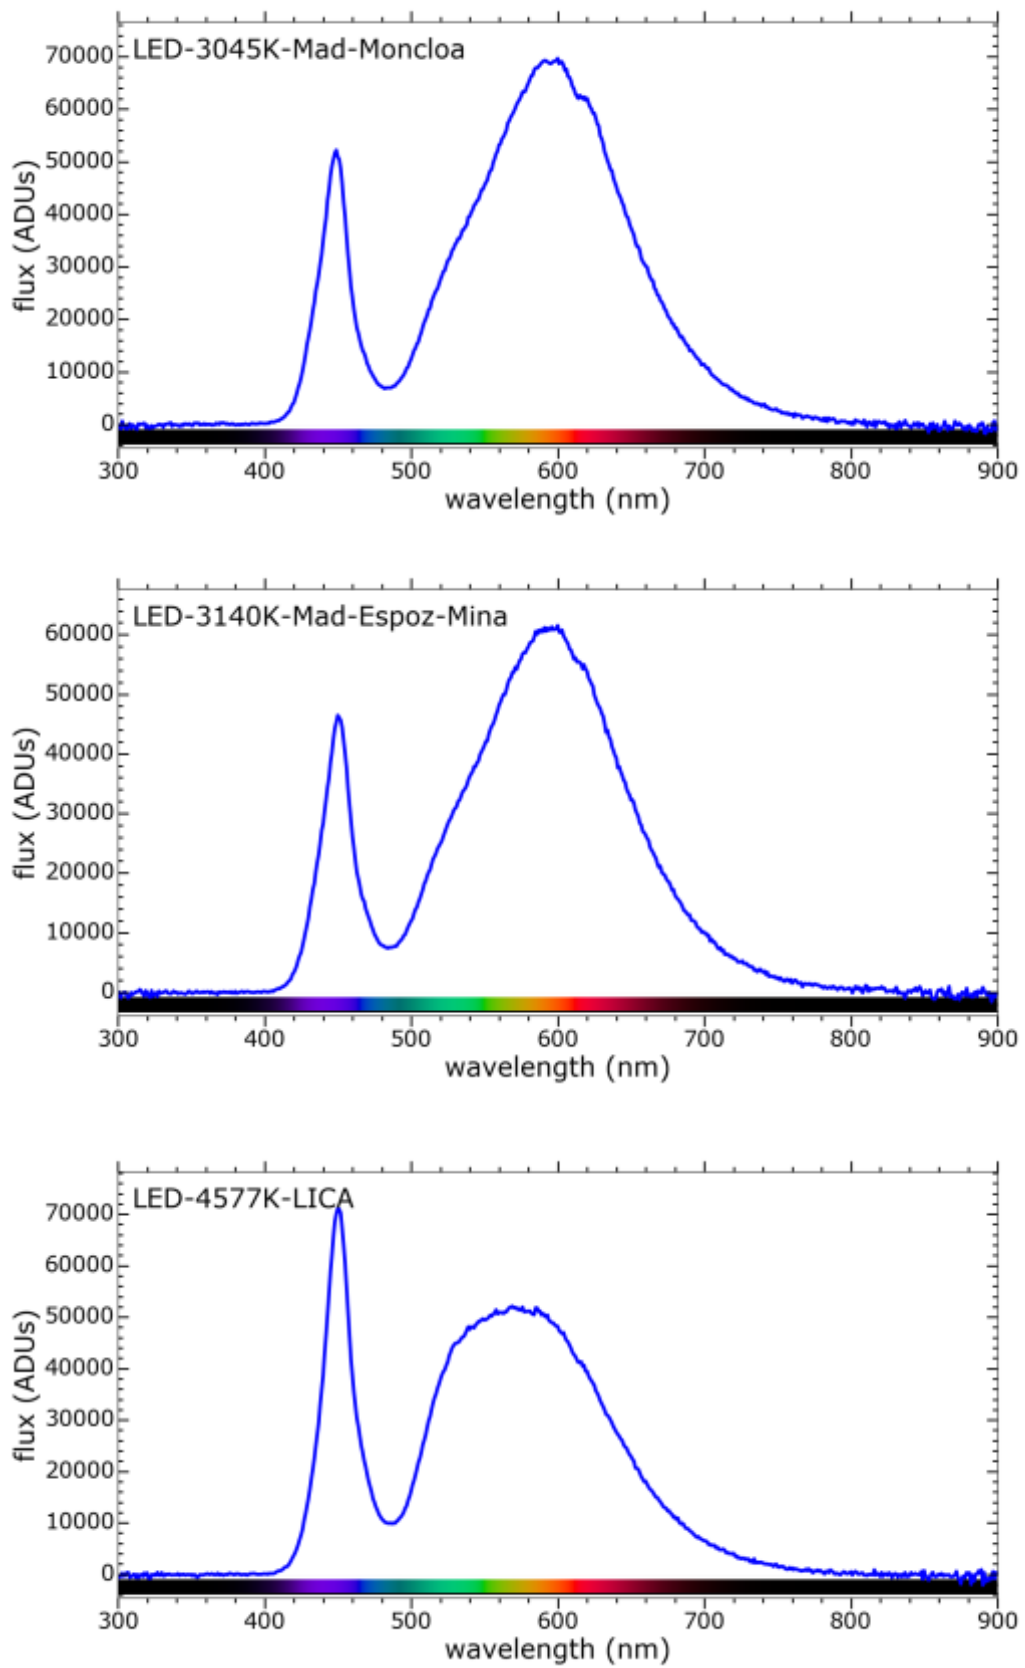 LED-3045K-Mad-Moncloa
70000
60000
50000
40000
30000
20000
10000
0
flux (ADUs)
300 400 500 600 700 800 900
wavelength (nm)
LED-3140K-Mad-Espoz-Mina
60000
50000
40000
30000
20000
10000
0
flux (ADUs)
300 400 500 600 700 800 900
wavelength (nm)
LED-4577K-LICA
70000
60000
50000
40000
30000
20000
10000
0
flux (ADUs)
300 400 500 600 700 800 900
wavelength (nm)